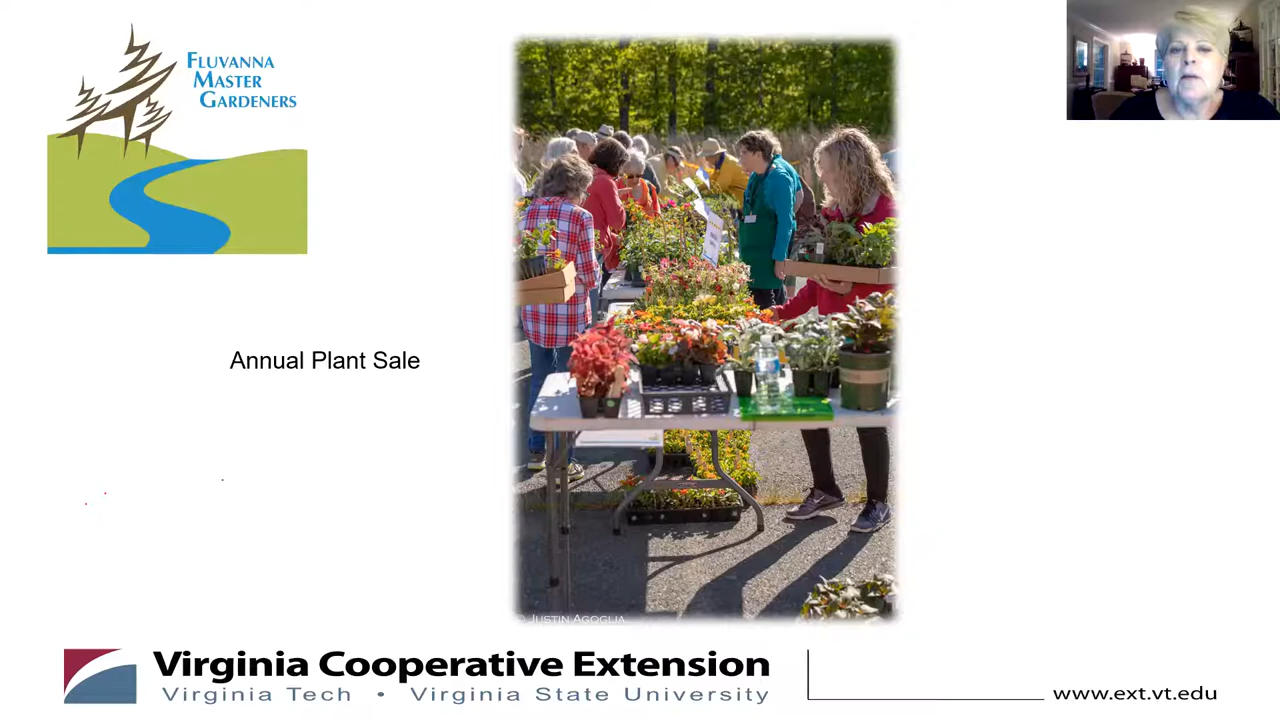 FLUVANNA
MASTER
GARDENERS
Annual Plant Sale
© JUSTIN AGOGLIA
Virginia Cooperative Extension
Virginia Tech • Virginia State University
www.ext.vt.edu